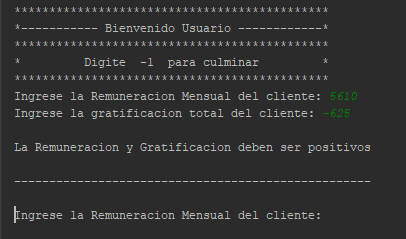 *********************************************
*----------- Bienvenido Usuario ------------*
*********************************************
*         Digite  -1  para culminar         *
*********************************************
Ingrese la Remuneracion Mensual del cliente: 5610
Ingrese la gratificacion total del cliente: -625
La Remuneracion y Gratificacion deben ser positivos
---------------------------------------------------
Ingrese la Remuneracion Mensual del cliente: